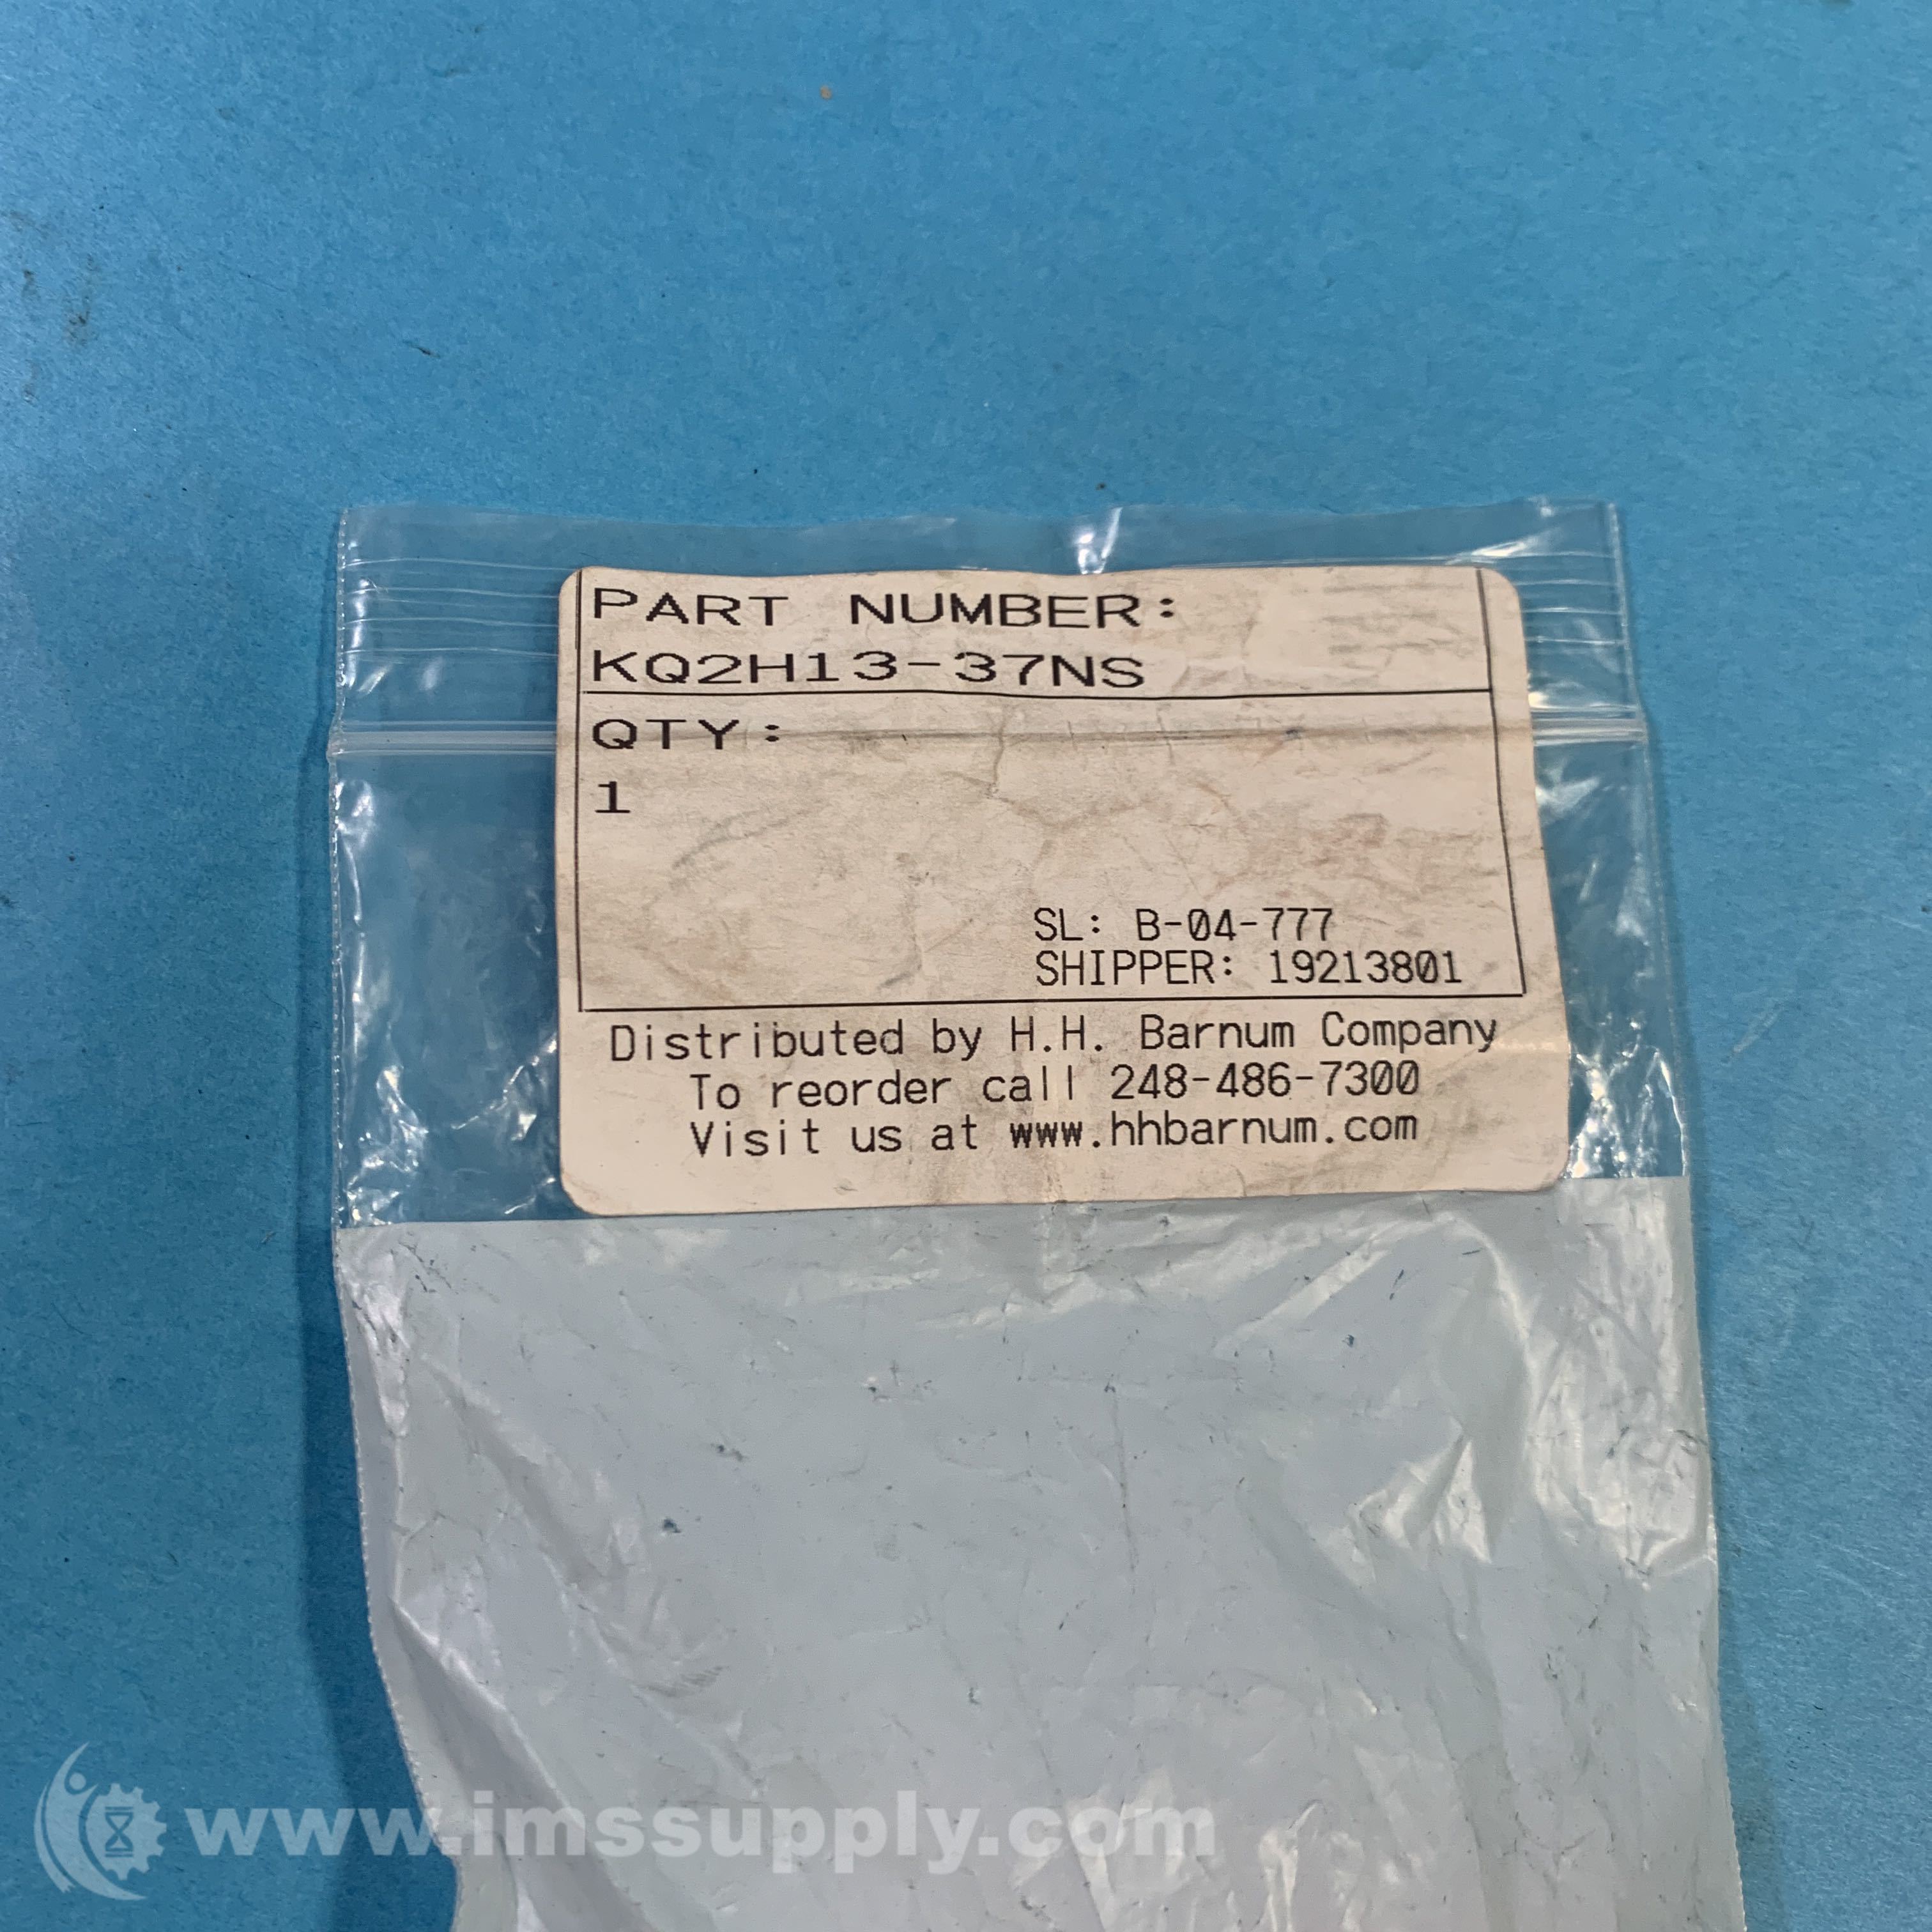 PART NUMBER:
KQ2H13-37NS
QTY:
1
SL: B-04-777
SHIPPER: 19213801
Distributed by H.H. Barnum Company
To reorder call 248-486-7300
Visit us at www.hhbarnum.com
www.imssupply.com